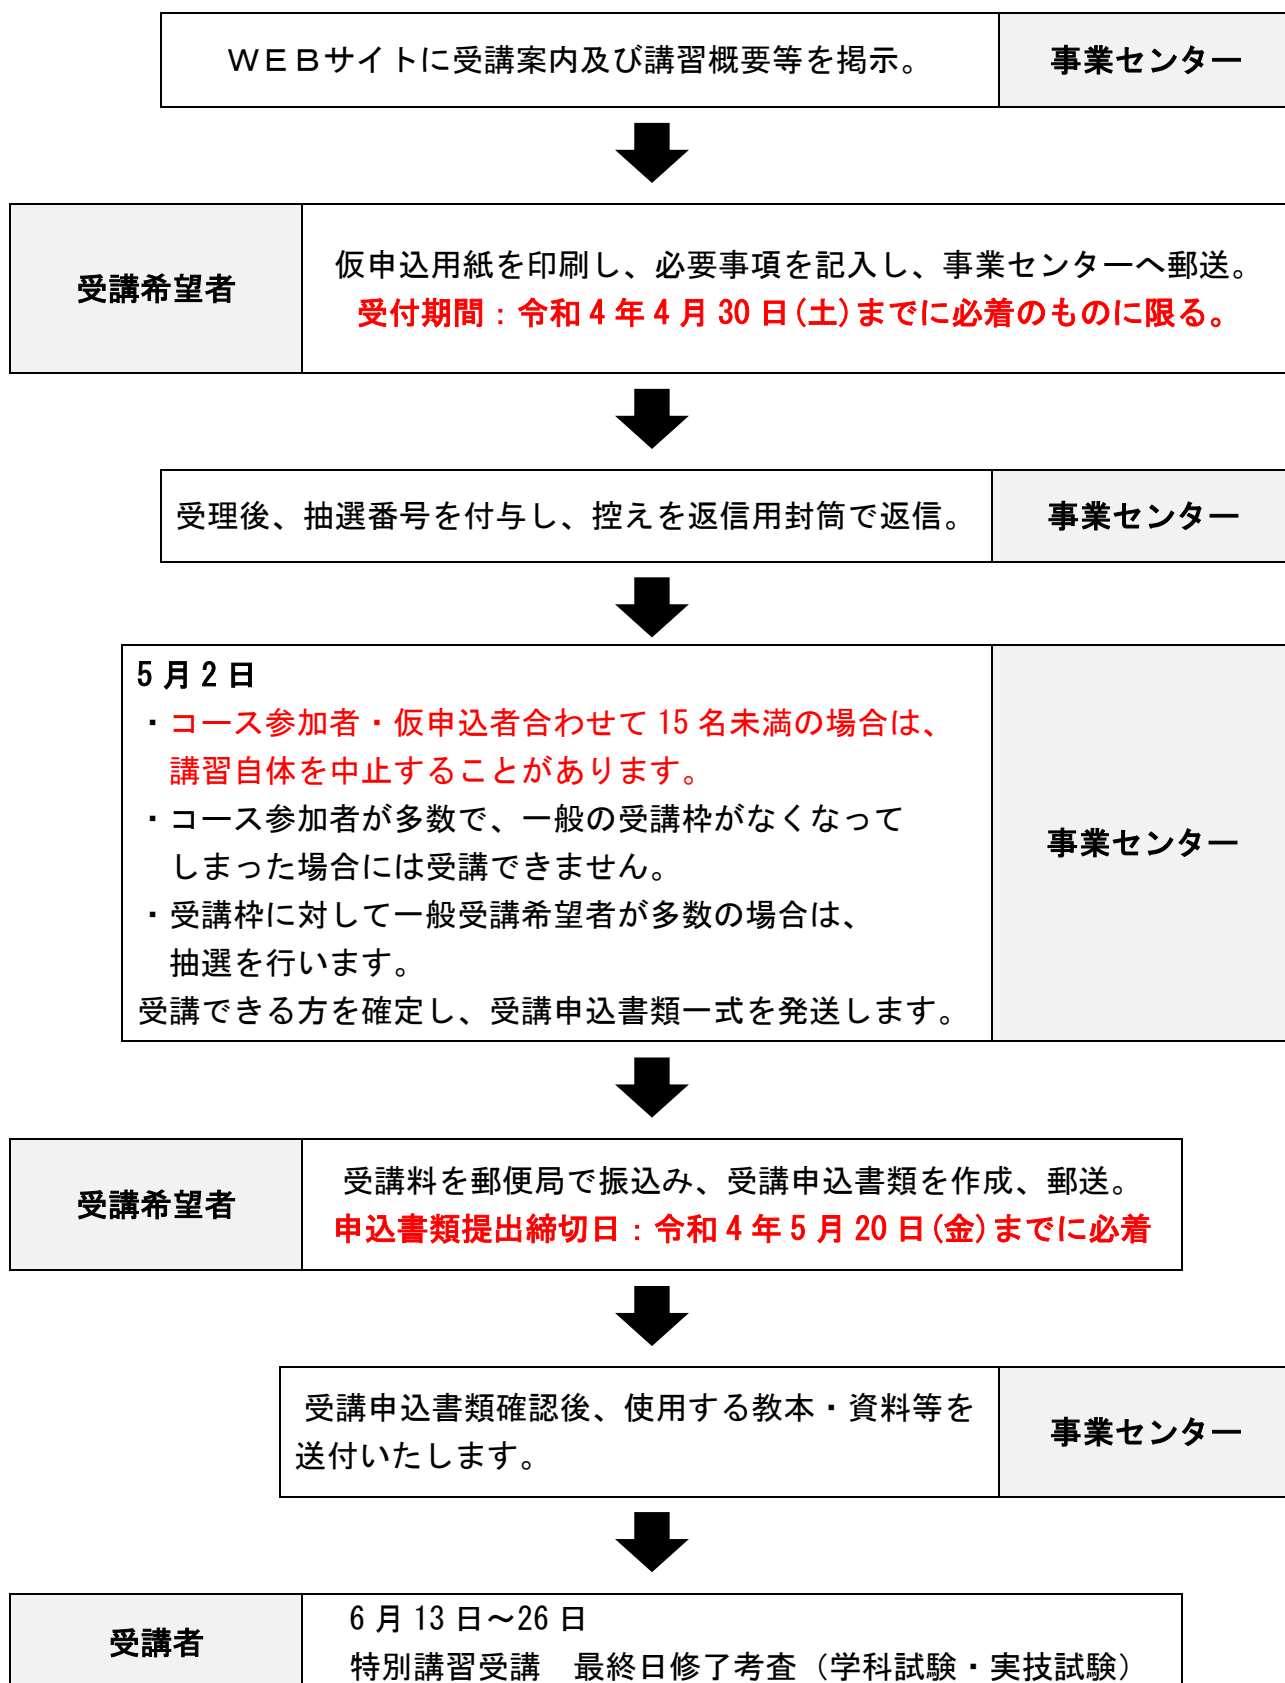 ＷＥＢサイトに受講案内及び講習概要等を掲示。
事業センター
受講希望者
仮申込用紙を印刷し、必要事項を記入し、事業センターへ郵送。
受付期間：令和4年4月30日(土)までに必着のものに限る。
受理後、抽選番号を付与し、控えを返信用封筒で返信。
事業センター
5月2日
・コース参加者・仮申込者合わせて15名未満の場合は、
講習自体を中止することがあります。
・コース参加者が多数で、一般の受講枠がなくなって
しまった場合には受講できません。
・受講枠に対して一般受講希望者が多数の場合は、
抽選を行います。
受講できる方を確定し、受講申込書類一式を発送します。
事業センター
受講希望者
受講料を郵便局で振込み、受講申込書類を作成、郵送。
申込書類提出締切日：令和4年5月20日(金)までに必着
受講申込書類確認後、使用する教本・資料等を
送付いたします。
事業センター
受講者
6月13日～26日
特別講習受講　最終日修了考査（学科試験・実技試験）